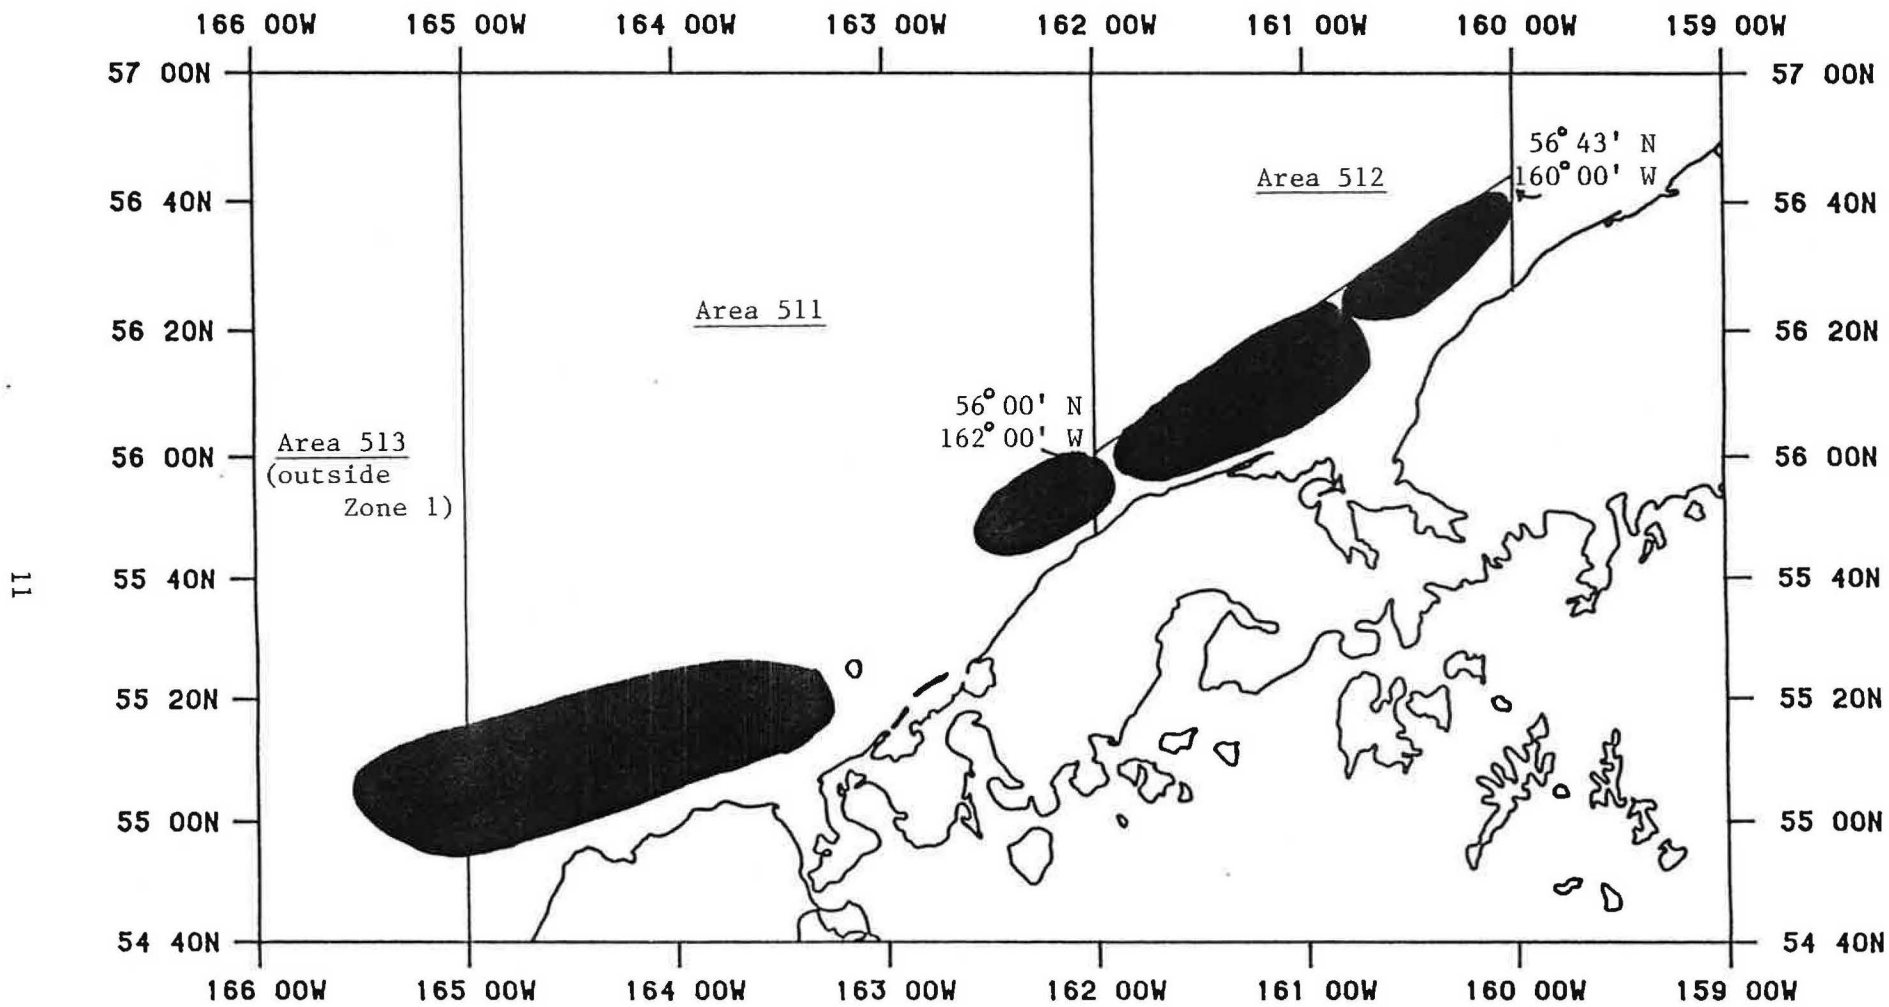 166 00W 165 00W 164 00W 163 00W 162 00W 161 00W 160 00W 159 00W
57 00N 57 00N
56° 43' N
Area 512 160° 00' W
56 40N 56 40N
Area 511
56 20N 56 20N
56° 00' N
162° 00' W
Area 513
56 00N 56 00N
(outside
Zone 1)
55 40N 55 40N
11
55 20N 55 20N
55 00N 55 00N
54 40N 54 40N
166 00W 165 00W 164 00W 163 00W 162 00W 161 00W 160 00W 159 00W